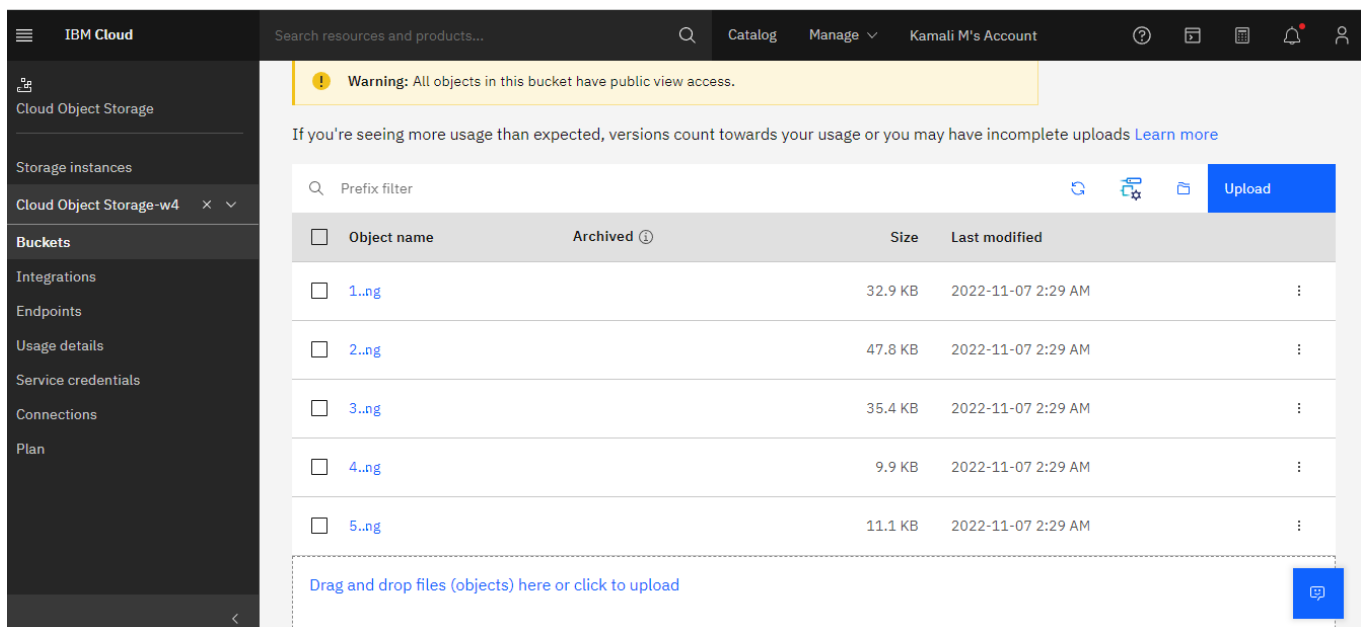 IBM Cloud
Search resources and products...
Catalog
Manage
Kamali M's Account
Cloud Object Storage
Storage instances
Cloud Object Storage-w4
Buckets
Integrations
Endpoints
Usage details
Service credentials
Connections
Plan
Warning: All objects in this bucket have public view access.
If you're seeing more usage than expected, versions count towards your usage or you may have incomplete uploads Learn more
Prefix filter
Upload
Object name Archived Size Last modified
1..ng 32.9 KB 2022-11-07 2:29 AM
2..ng 47.8 KB 2022-11-07 2:29 AM
3..ng 35.4 KB 2022-11-07 2:29 AM
4..ng 9.9 KB 2022-11-07 2:29 AM
5..ng 11.1 KB 2022-11-07 2:29 AM
Drag and drop files (objects) here or click to upload